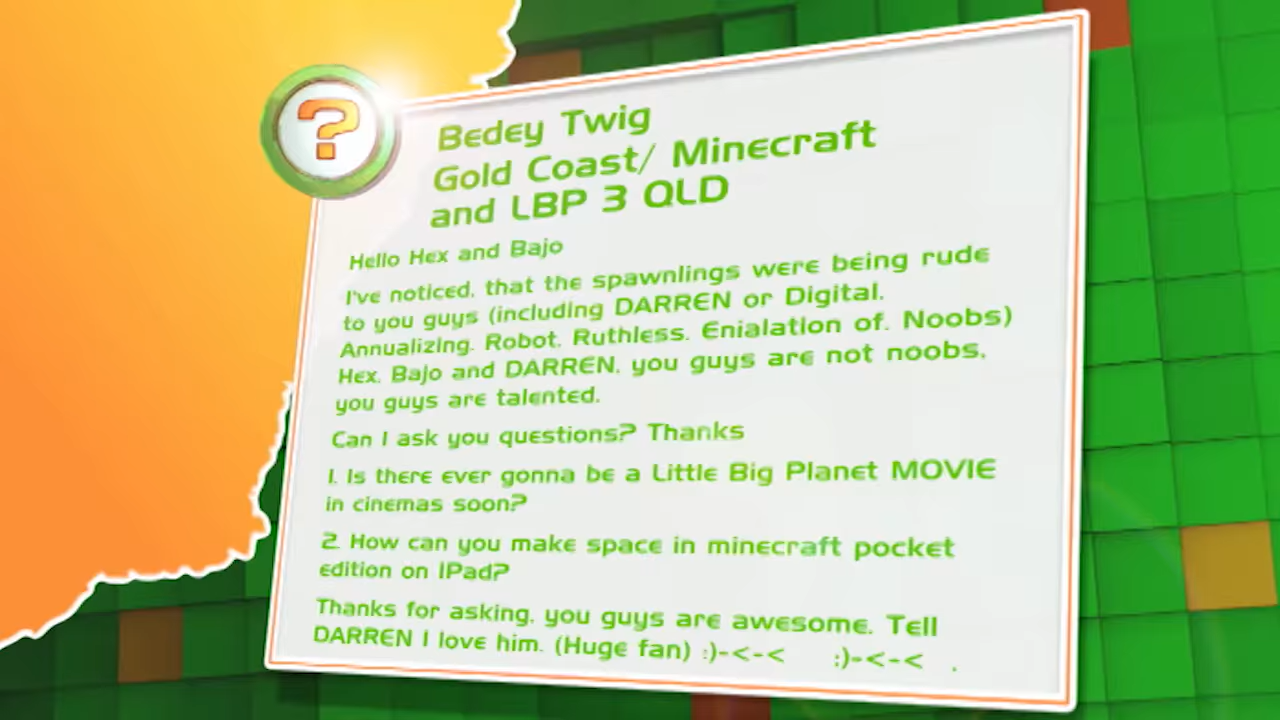 ?
Bedey Twig
Gold Coast/ Minecraft
and LBP 3 QLD
Hello Hex and Bajo
I've noticed, that the spawnlings were being rude
to you guys (including DARREN or Digital.
Annualizing. Robot. Ruthless. Enialation of. Noobs)
Hex, Bajo and DARREN, you guys are not noobs,
you guys are talented.
Can I ask you questions? Thanks
1. Is there ever gonna be a Little Big Planet MOVIE
in cinemas soon?
2. How can you make space in minecraft pocket
edition on IPad?
Thanks for asking, you guys are awesome. Tell
DARREN I love him. (Huge fan) :)-<-< :)-<-< .